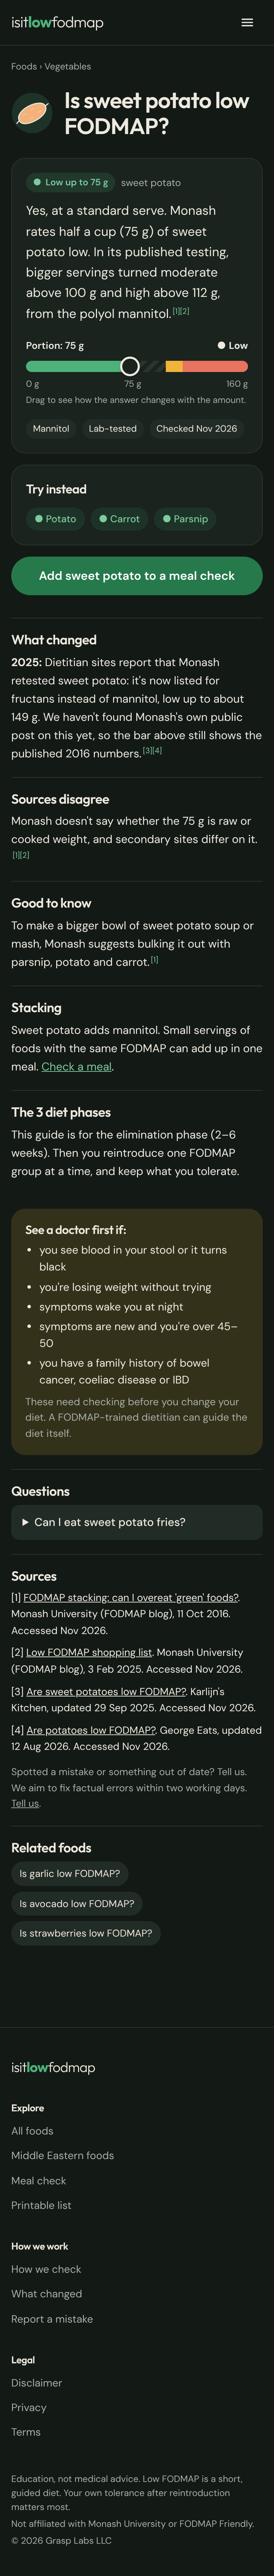 isitlowfodmap
Foods › Vegetables
Is sweet potato low
FODMAP?
Low up to 75 g
sweet potato
Yes, at a standard serve. Monash
rates half a cup (75 g) of sweet
potato low. In its published testing,
bigger servings turned moderate
above 100 g and high above 112 g,
from the polyol mannitol.[1][2]
Portion: 75 g
Low
0 g
75 g
160 g
Drag to see how the answer changes with the amount.
Mannitol
Lab-tested
Checked Nov 2026
Try instead
Potato
Carrot
Parsnip
Add sweet potato to a meal check
What changed
2025: Dietitian sites report that Monash
retested sweet potato: it's now listed for
fructans instead of mannitol, low up to about
149 g. We haven't found Monash's own public
post on this yet, so the bar above still shows the
published 2016 numbers.[3][4]
Sources disagree
Monash doesn't say whether the 75 g is raw or
cooked weight, and secondary sites differ on it.
[1][2]
Good to know
To make a bigger bowl of sweet potato soup or
mash, Monash suggests bulking it out with
parsnip, potato and carrot.[1]
Stacking
Sweet potato adds mannitol. Small servings of
foods with the same FODMAP can add up in one
meal. Check a meal.
The 3 diet phases
This guide is for the elimination phase (2–6
weeks). Then you reintroduce one FODMAP
group at a time, and keep what you tolerate.
See a doctor first if:
• you see blood in your stool or it turns
black
• you're losing weight without trying
• symptoms wake you at night
• symptoms are new and you're over 45–
50
• you have a family history of bowel
cancer, coeliac disease or IBD
These need checking before you change your
diet. A FODMAP-trained dietitian can guide the
diet itself.
Questions
Can I eat sweet potato fries?
Sources
[1] FODMAP stacking: can I overeat 'green' foods?.
Monash University (FODMAP blog), 11 Oct 2016.
Accessed Nov 2026.
[2] Low FODMAP shopping list. Monash University
(FODMAP blog), 3 Feb 2025. Accessed Nov 2026.
[3] Are sweet potatoes low FODMAP?. Karlijn's
Kitchen, updated 29 Sep 2025. Accessed Nov 2026.
[4] Are potatoes low FODMAP?. George Eats, updated
12 Aug 2026. Accessed Nov 2026.
Spotted a mistake or something out of date? Tell us.
We aim to fix factual errors within two working days.
Tell us.
Related foods
Is garlic low FODMAP?
Is avocado low FODMAP?
Is strawberries low FODMAP?
isitlowfodmap
Explore
All foods
Middle Eastern foods
Meal check
Printable list
How we work
How we check
What changed
Report a mistake
Legal
Disclaimer
Privacy
Terms
Education, not medical advice. Low FODMAP is a short,
guided diet. Your own tolerance after reintroduction
matters most.
Not affiliated with Monash University or FODMAP Friendly.
© 2026 Grasp Labs LLC